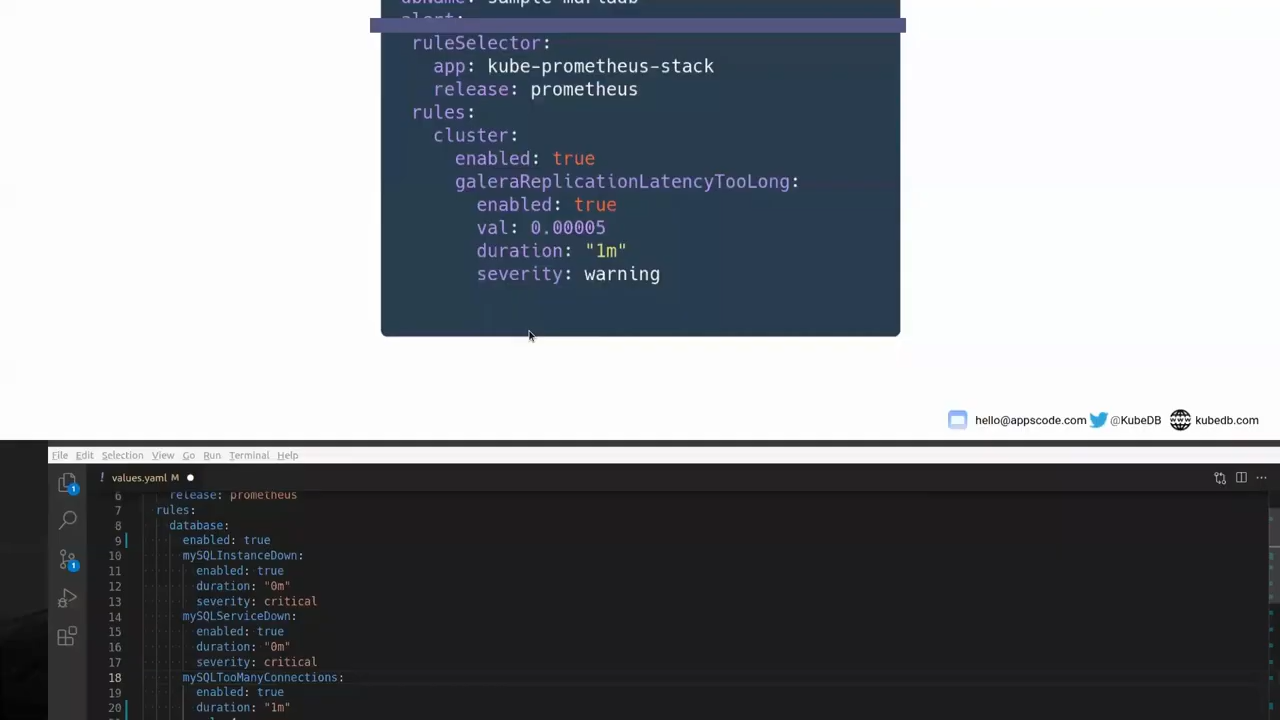 dbName: sample-mariadb
alert:
ruleSelector:
app: kube-prometheus-stack
release: prometheus
rules:
cluster:
enabled: true
galeraReplicationLatencyTooLong:
enabled: true
val: 0.00005
duration: "1m"
severity: warning
hello@appscode.com @KubeDB kubedb.com
File Edit Selection View Go Run Terminal Help
! values.yaml M
6 release: prometheus
7 rules:
8 database:
9 enabled: true
10 mySQLInstanceDown:
11 enabled: true
12 duration: "0m"
13 severity: critical
14 mySQLServiceDown:
15 enabled: true
16 duration: "0m"
17 severity: critical
18 mySQLTooManyConnections:
19 enabled: true
20 duration: "1m"
1
1